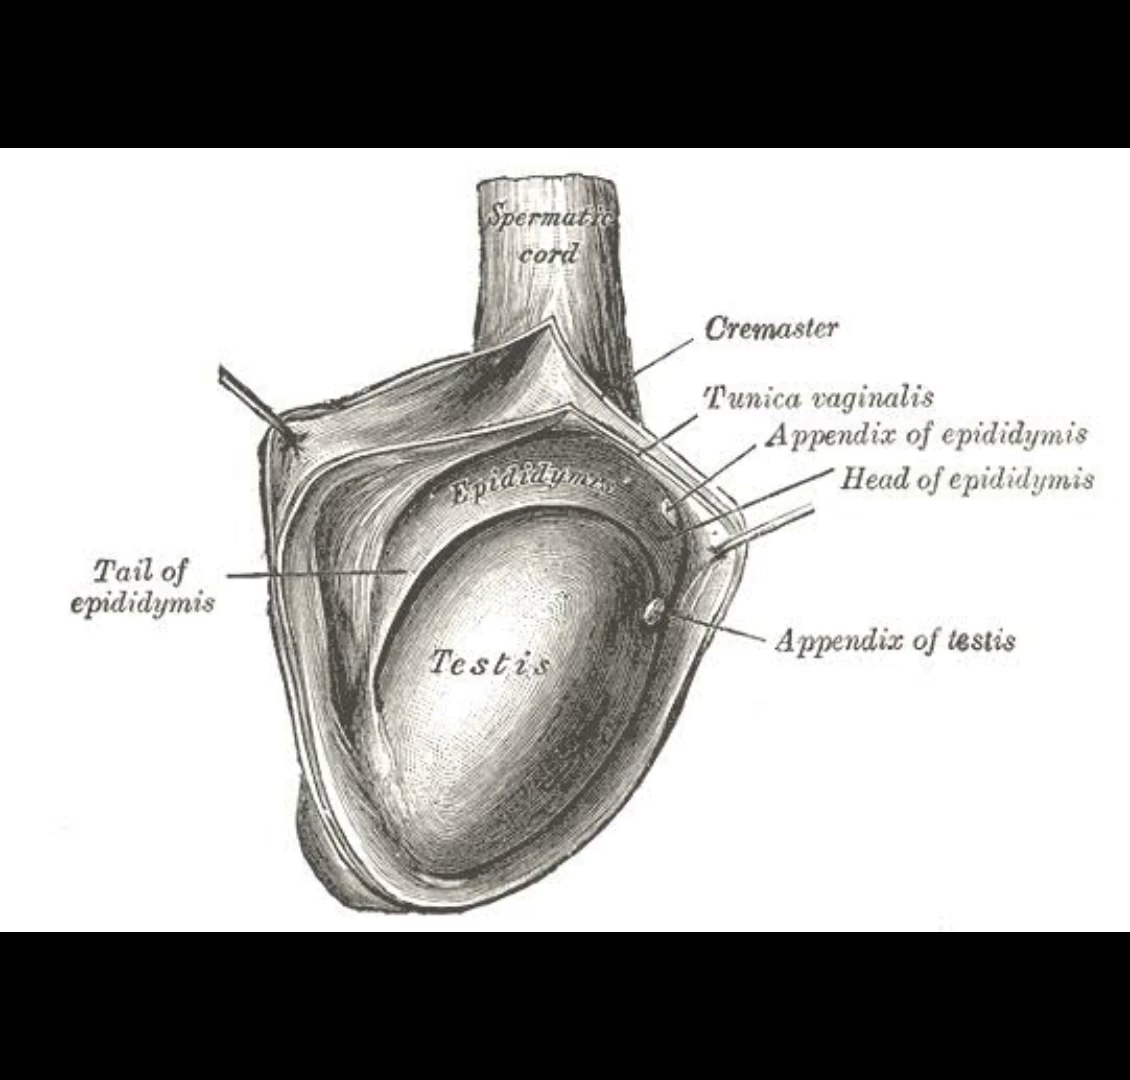 Spermatic
cord
Cremaster
Tunica vaginalis
Appendix of epididymis
Head of epididymis
Epididymis
Tail of
epididymis
Testis
Appendix of testis